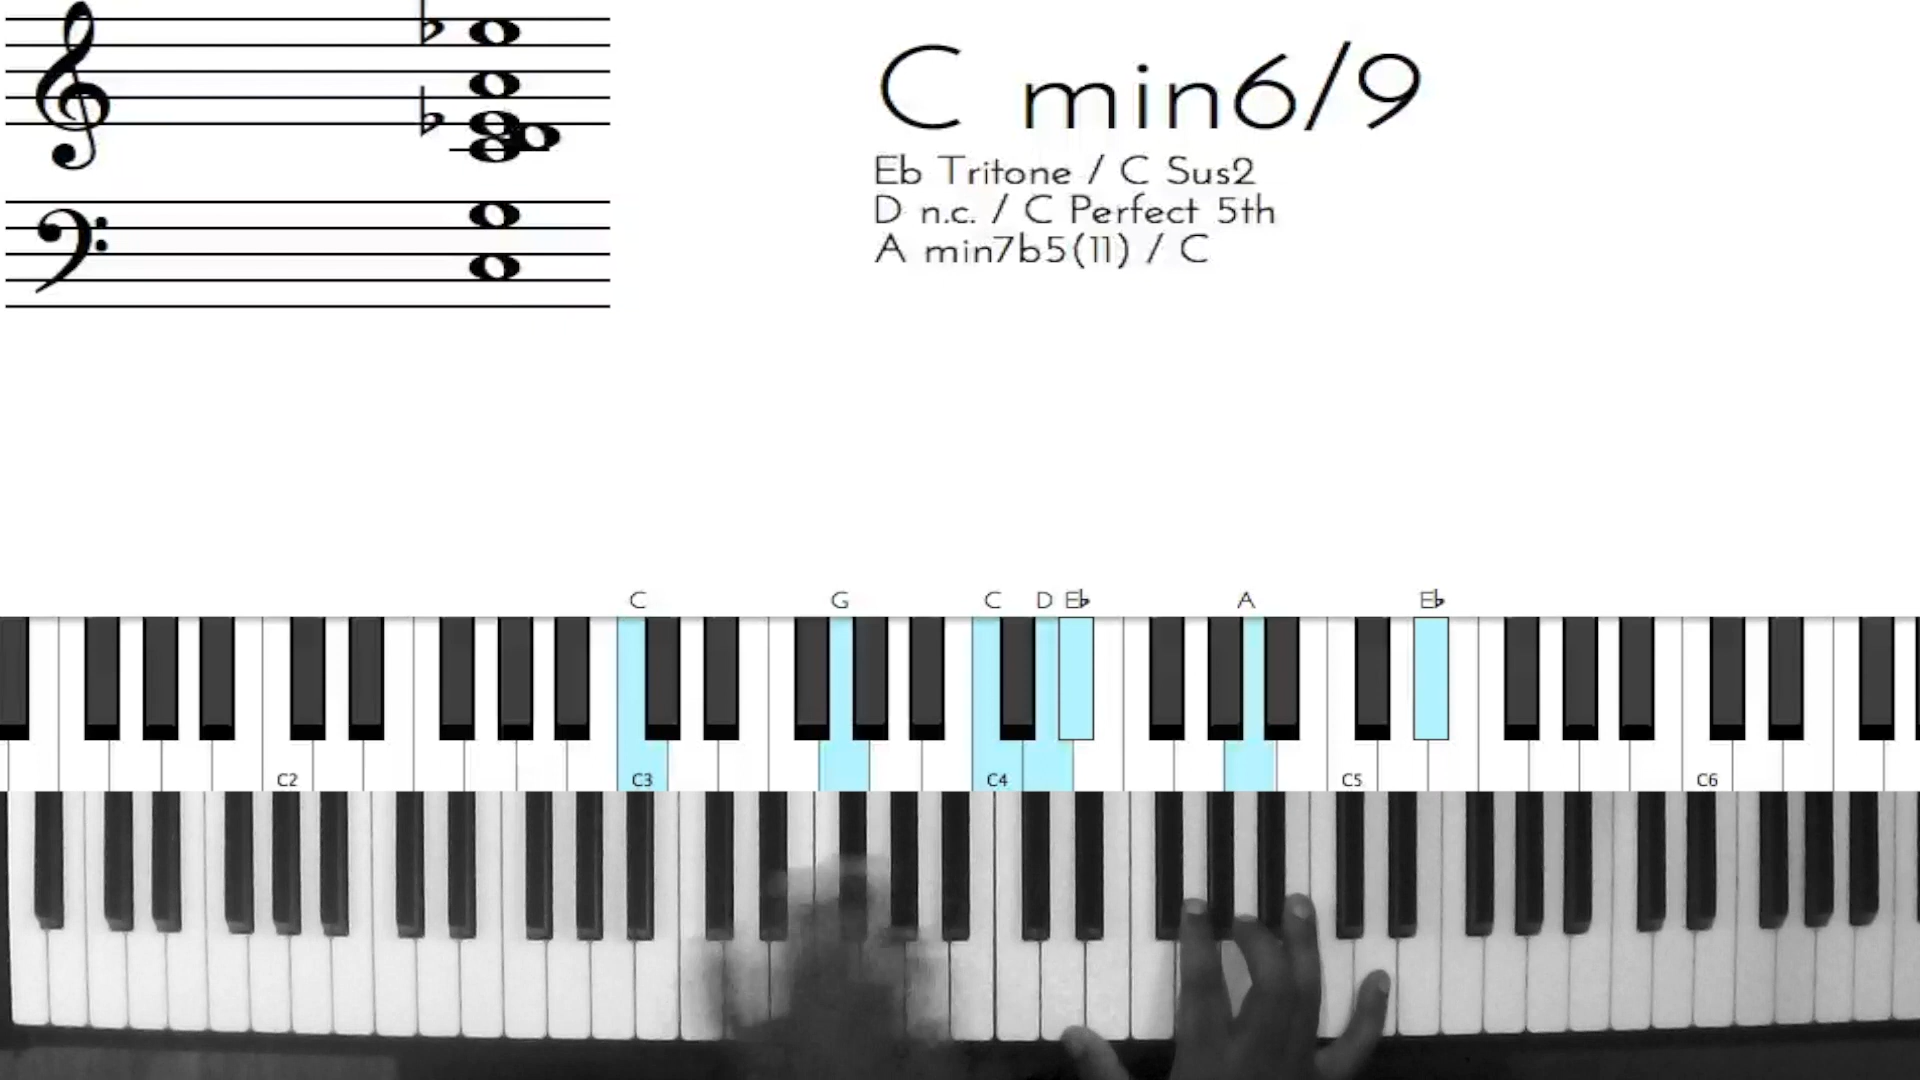 C min6/9
Eb Tritone / C Sus2
D n.c. / C Perfect 5th
A min7b5(11) / C
C G C D E♭ A E♭
C2 C3 C4 C5 C6